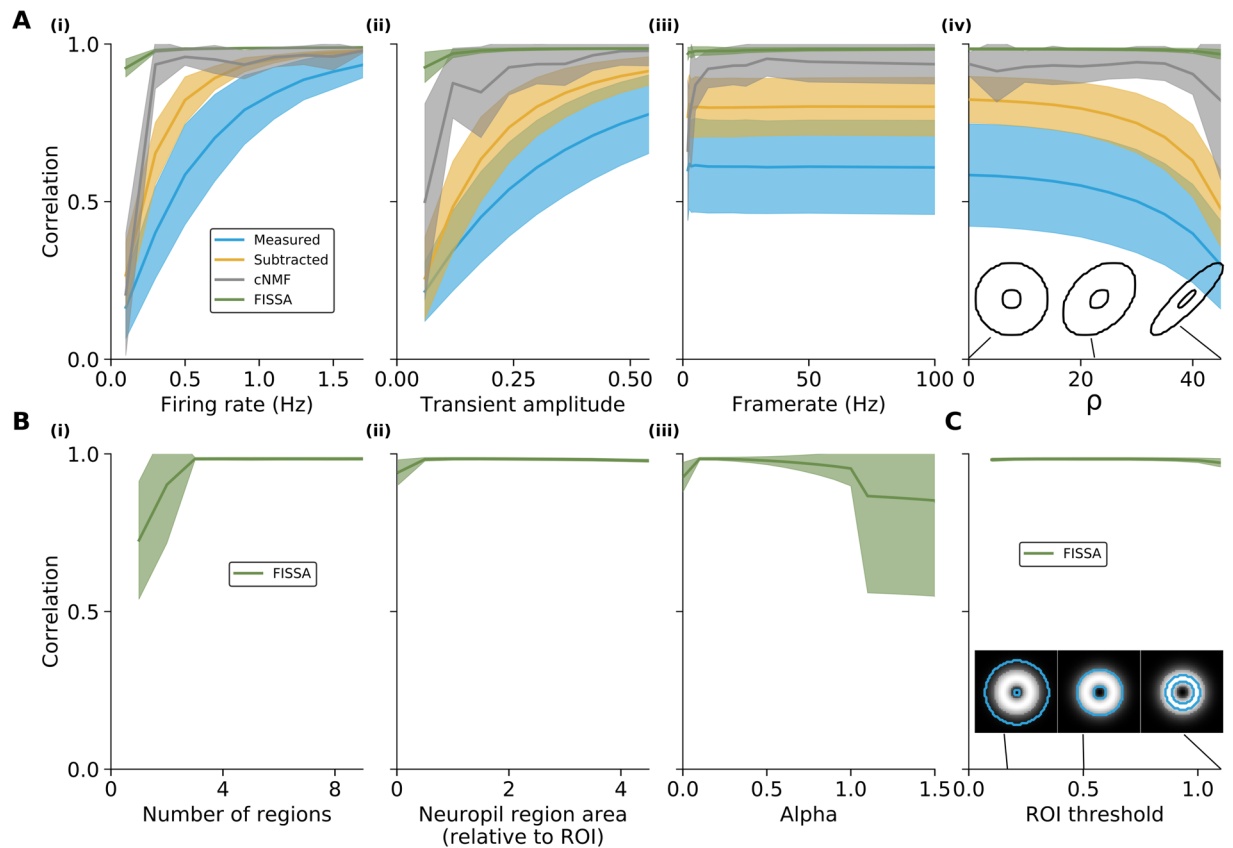 A
(i)
(ii)
(iii)
(iv)
1.0
0.5
0.0
Correlation
Measured
Subtracted
cNMF
FISSA
0
0.5
1.0
1.5
Firing rate (Hz)
0.00
0.25
0.50
Transient amplitude
0
50
100
Framerate (Hz)
0
20
40
ρ
B
(i)
(ii)
(iii)
C
1.0
0.5
0.0
Correlation
FISSA
FISSA
0
4
8
Number of regions
0
2
4
Neuropil region area
(relative to ROI)
0.0
0.5
1.0
1.5
Alpha
0.0
0.5
1.0
ROI threshold